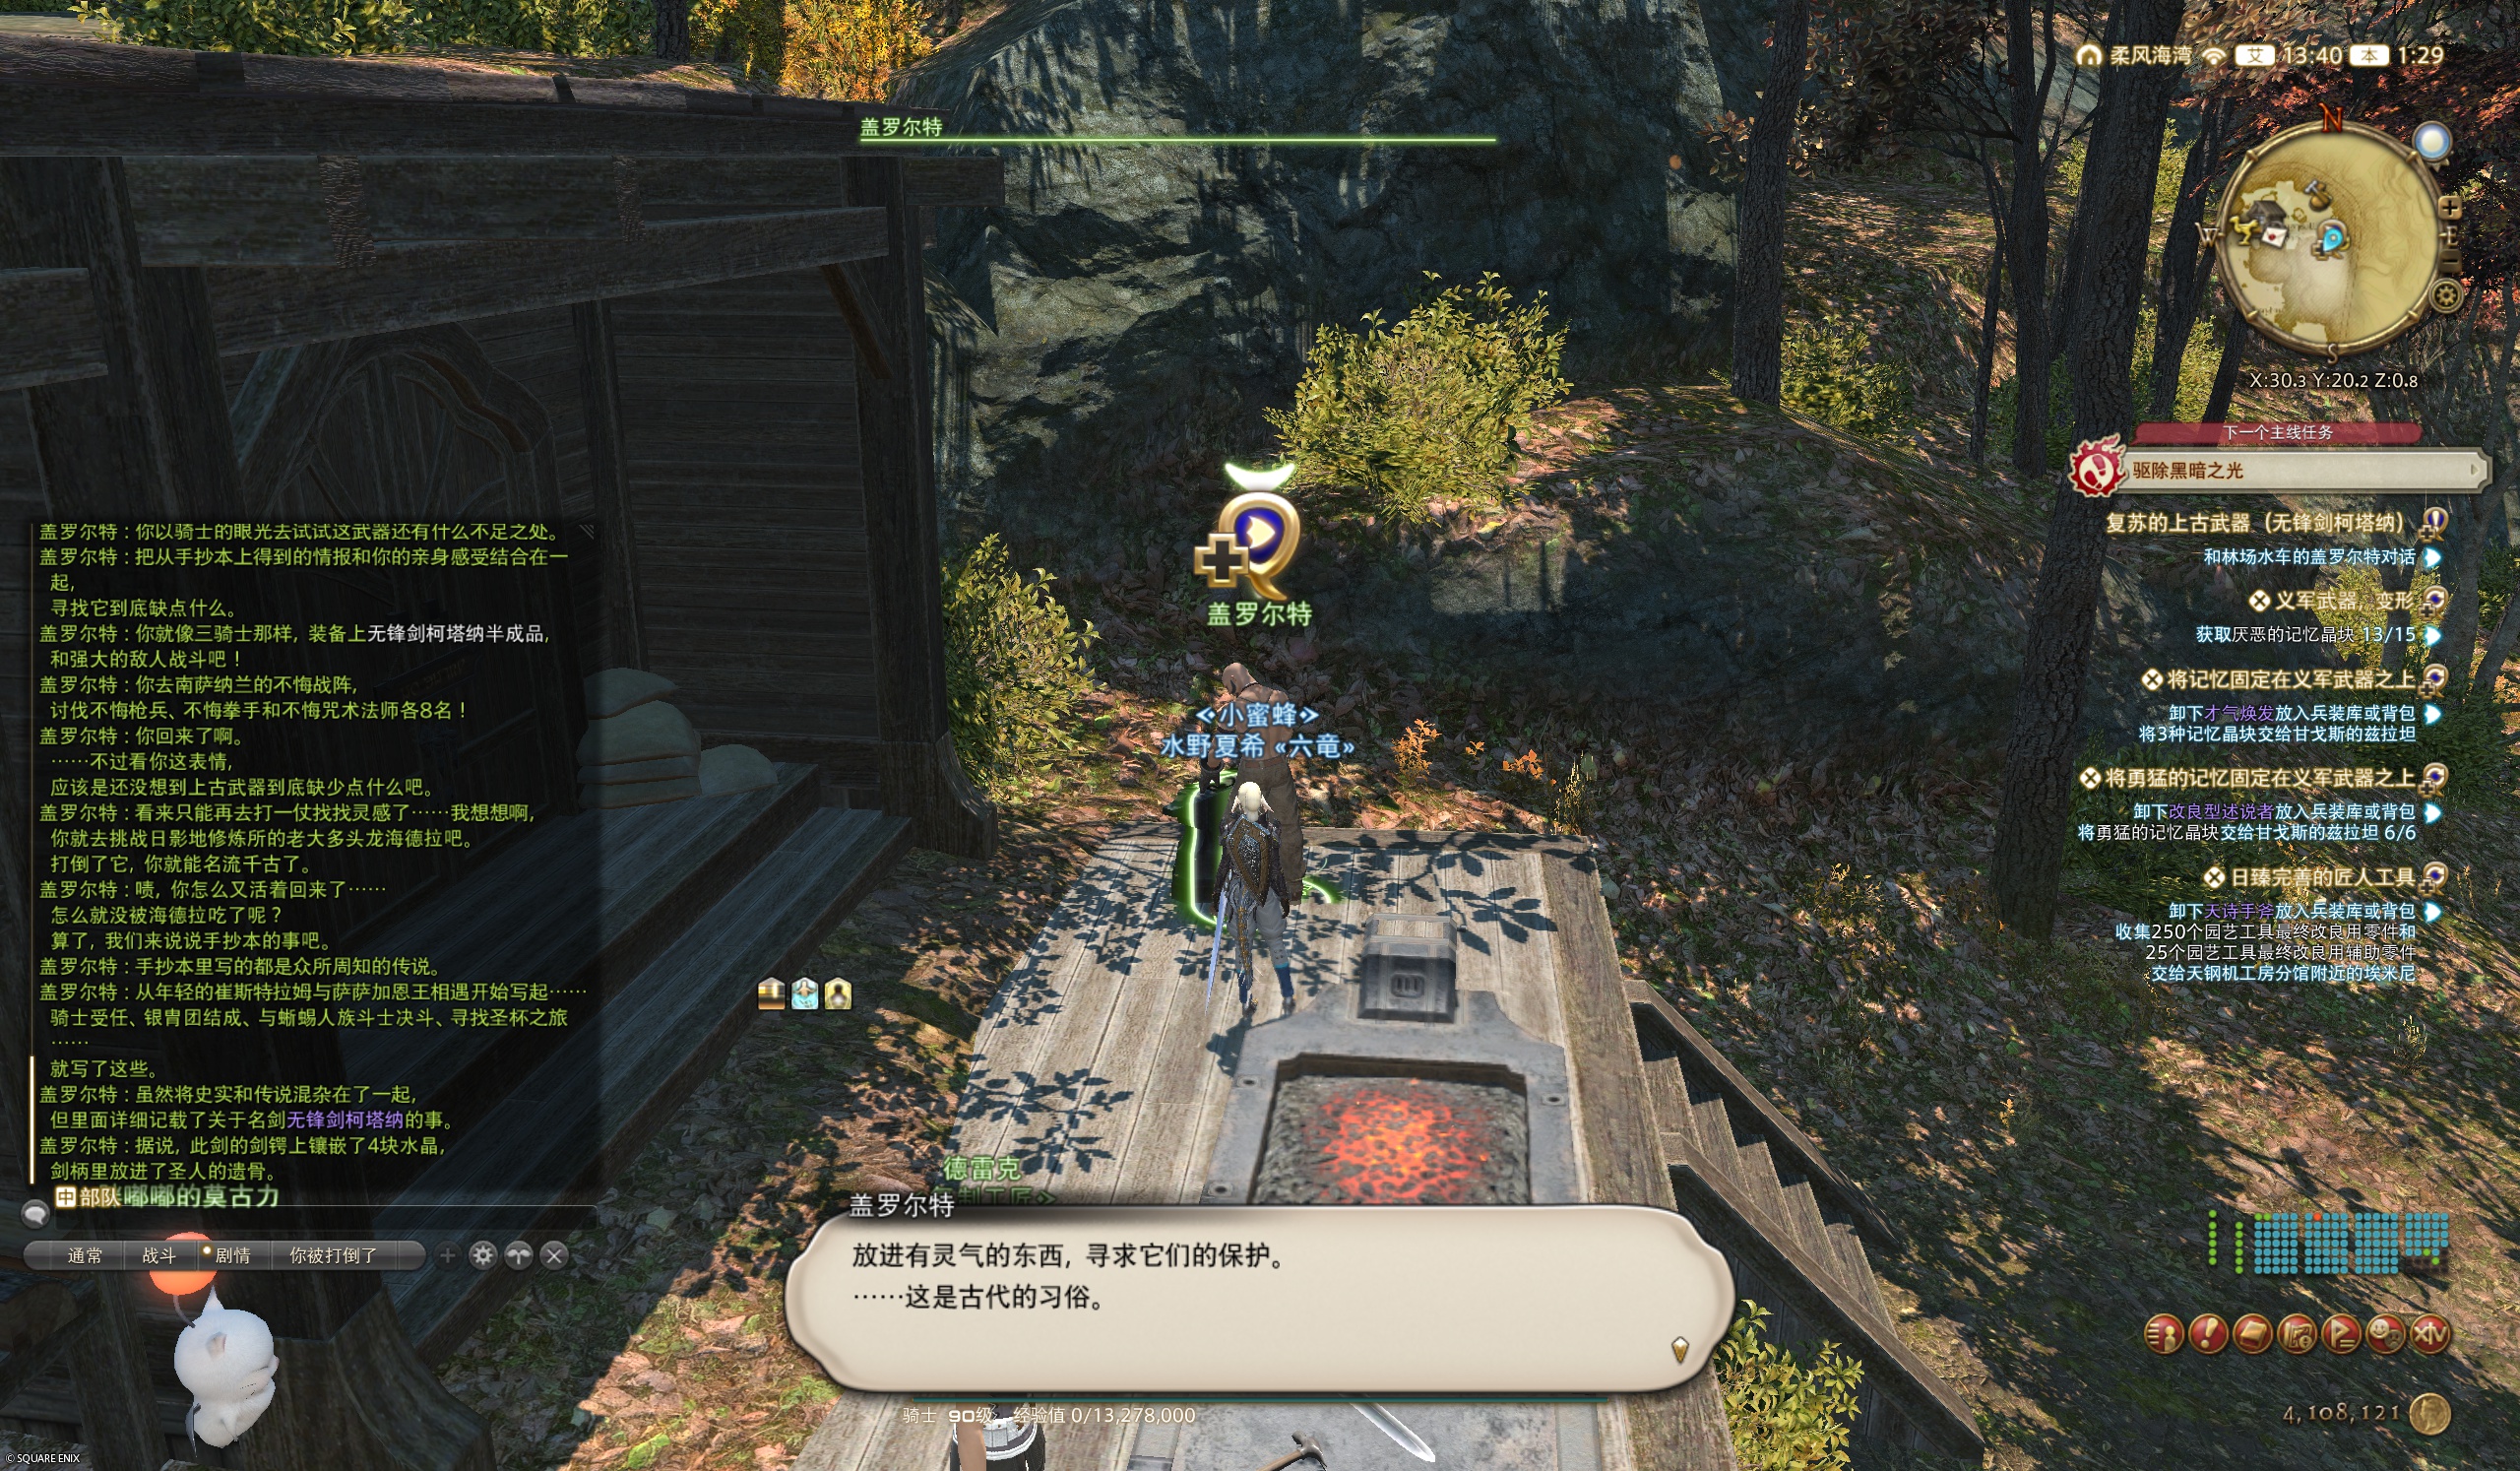 盖罗尔特
柔风海湾 艾 13:40 本 1:29
N
W
E
S
X:30.3 Y:20.2 Z:0.8
下一个主线任务
驱除黑暗之光
复苏的上古武器（无锋剑柯塔纳）
和林场水车的盖罗尔特对话
义军武器，变形
获取厌恶的记忆晶块 13/15
将记忆固定在义军武器之上
卸下才气焕发放入兵装库或背包
将3种记忆晶块交给甘戈斯的兹拉坦
将勇猛的记忆固定在义军武器之上
卸下改良型述说者放入兵装库或背包
将勇猛的记忆晶块交给甘戈斯的兹拉坦 6/6
日臻完善的匠人工具
卸下天诗手斧放入兵装库或背包
收集250个园艺工具最终改良用零件和
25个园艺工具最终改良用辅助零件
交给天钢机工房分馆附近的埃米尼
盖罗尔特
«小蜜蜂»
水野夏希 «六竜»
盖罗尔特：你以骑士的眼光去试试这武器还有什么不足之处。
盖罗尔特：把从手抄本上得到的情报和你的亲身感受结合在一
起，
寻找它到底缺点什么。
盖罗尔特：你就像三骑士那样，装备上无锋剑柯塔纳半成品，
和强大的敌人战斗吧！
盖罗尔特：你去南萨纳兰的不悔战阵，
讨伐不悔枪兵、不悔拳手和不悔咒术法师各8名！
盖罗尔特：你回来了啊。
……不过看你这表情，
应该是还没想到上古武器到底缺少点什么吧。
盖罗尔特：看来只能再去打一仗找找灵感了……我想想啊，
你就去挑战日影地修炼所的老大多头龙海德拉吧。
打倒了它，你就能名流千古了。
盖罗尔特：啧，你怎么又活着回来了……
怎么就没被海德拉吃了呢？
算了，我们来说说手抄本的事吧。
盖罗尔特：手抄本里写的都是众所周知的传说。
盖罗尔特：从年轻的崔斯特拉姆与萨萨加恩王相遇开始写起……
骑士受任、银胄团结成、与蜥蜴人族斗士决斗、寻找圣杯之旅
……
就写了这些。
盖罗尔特：虽然将史实和传说混杂在了一起，
但里面详细记载了关于名剑无锋剑柯塔纳的事。
盖罗尔特：据说，此剑的剑锷上镶嵌了4块水晶，
剑柄里放进了圣人的遗骨。
中 部队
嘟嘟的莫古力
通常 战斗 剧情 你被打倒了
德雷克
盖罗尔特
放进有灵气的东西，寻求它们的保护。
……这是古代的习俗。
骑士 90级 经验值 0/13,278,000
XIV
4,108,121
© SQUARE ENIX